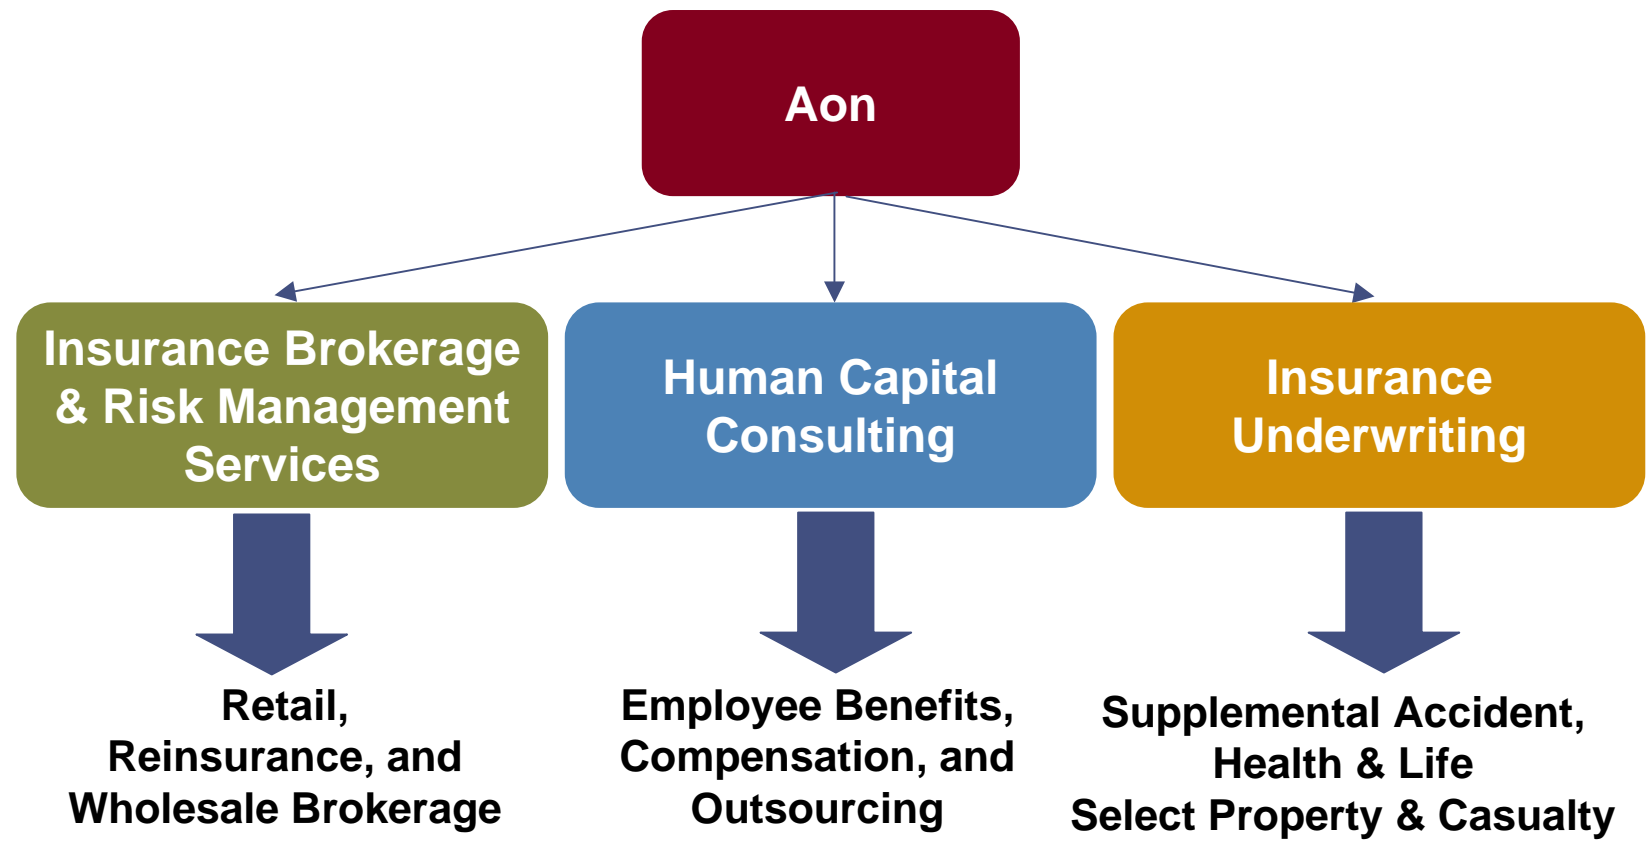 Aon
Insurance Brokerage
& Risk Management
Services
Human Capital
Consulting
Insurance
Underwriting
Retail,
Reinsurance, and
Wholesale Brokerage
Employee Benefits,
Compensation, and
Outsourcing
Supplemental Accident,
Health & Life
Select Property & Casualty